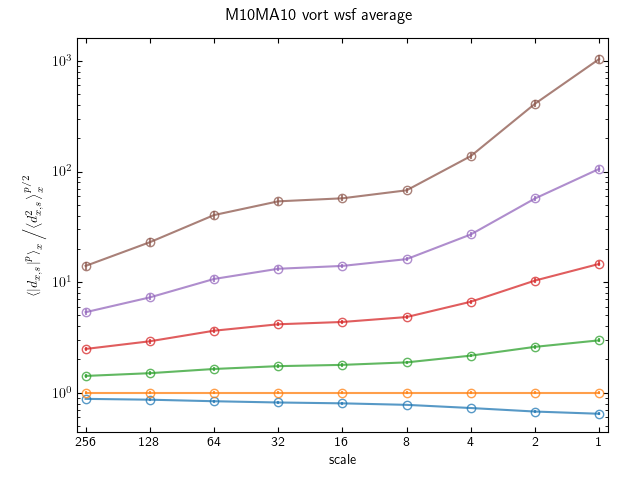 M10MA10 vort wsf average
10³
10²
10¹
10⁰
⟨|d_{x,s}|^p⟩_x / ⟨d²_{x,s}⟩_x^{p/2}
256 128 64 32 16 8 4 2 1
scale